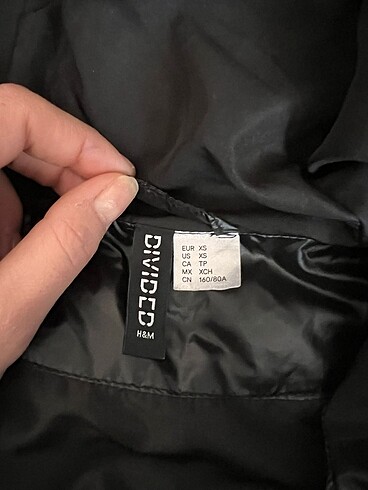 DIVIDED
H&M
EUR XS
US XS
CA TP
MX XCH
CN 160/80A